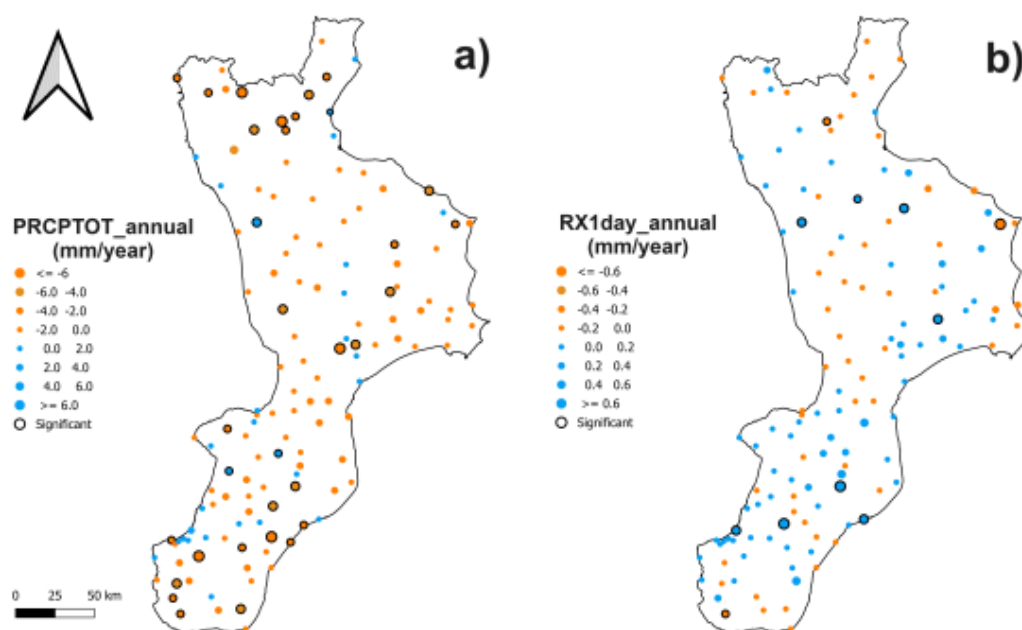 a)
b)
PRCPTOT_annual
(mm/year)
<= -6
-6.0 -4.0
-4.0 -2.0
-2.0 0.0
0.0 2.0
2.0 4.0
4.0 6.0
>= 6.0
Significant
RX1day_annual
(mm/year)
<= -0.6
-0.6 -0.4
-0.4 -0.2
-0.2 0.0
0.0 0.2
0.2 0.4
0.4 0.6
>= 0.6
Significant
0 25 50 km